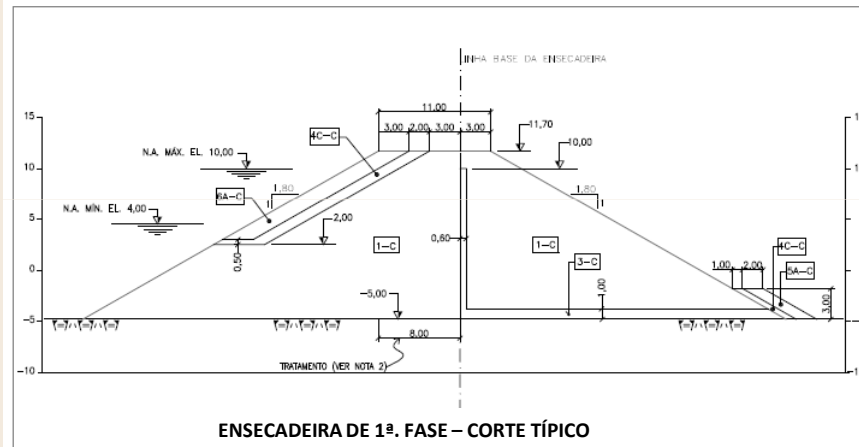 INHA BASE DA ENSECADEIRA
11,00
3,00 2,00 3,00 3,00
15
11,70
4C-C
N.A. MÁX. EL. 10,00
10,00
10
1,80
1
1,80
1
6A-C
N.A. MÍN. EL. 4,00
5
2,00
1-C
0,60
1-C
3-C
4C-C
5A-C
1,00 2,00
0
0,50
1,00
3,00
-5,00
-5
8,00
TRATAMENTO (VER NOTA 2)
-10
ENSECADEIRA DE 1ª. FASE – CORTE TÍPICO